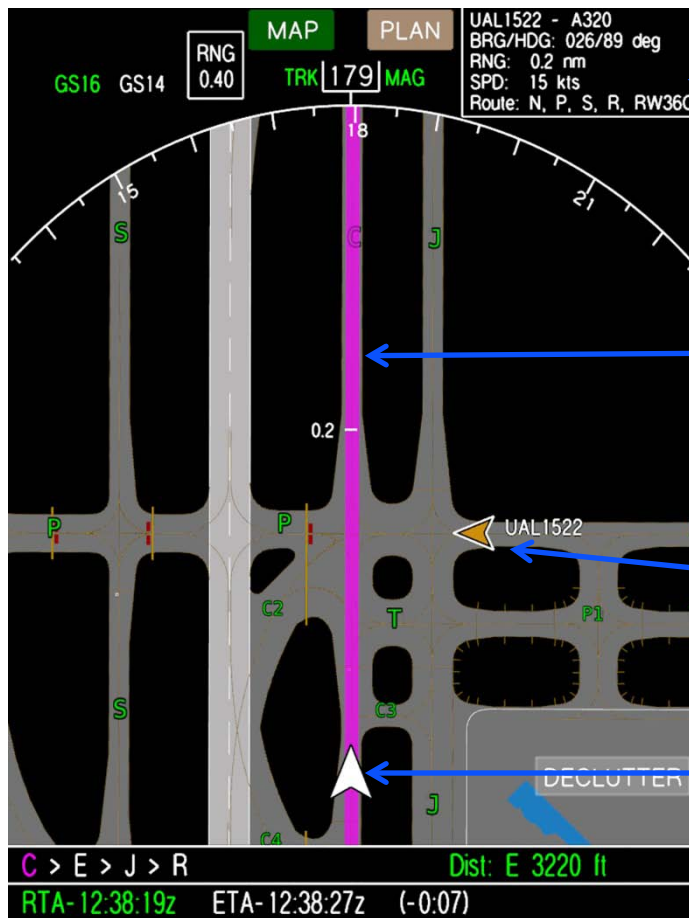 MAP
PLAN
UAL1522 - A320
BRG/HDG: 026/89 deg
RNG: 0.2 nm
SPD: 15 kts
Route: N, P, S, R, RW36C
GS16 GS14
RNG
0.40
TRK 179 MAG
18
15
21
S
C
J
0.2
P
P
UAL1522
C2
T
P1
S
C3
DECLUTTER
J
C4
C > E > J > R
Dist: E 3220 ft
RTA-12:38:19z ETA-12:38:27z (-0:07)